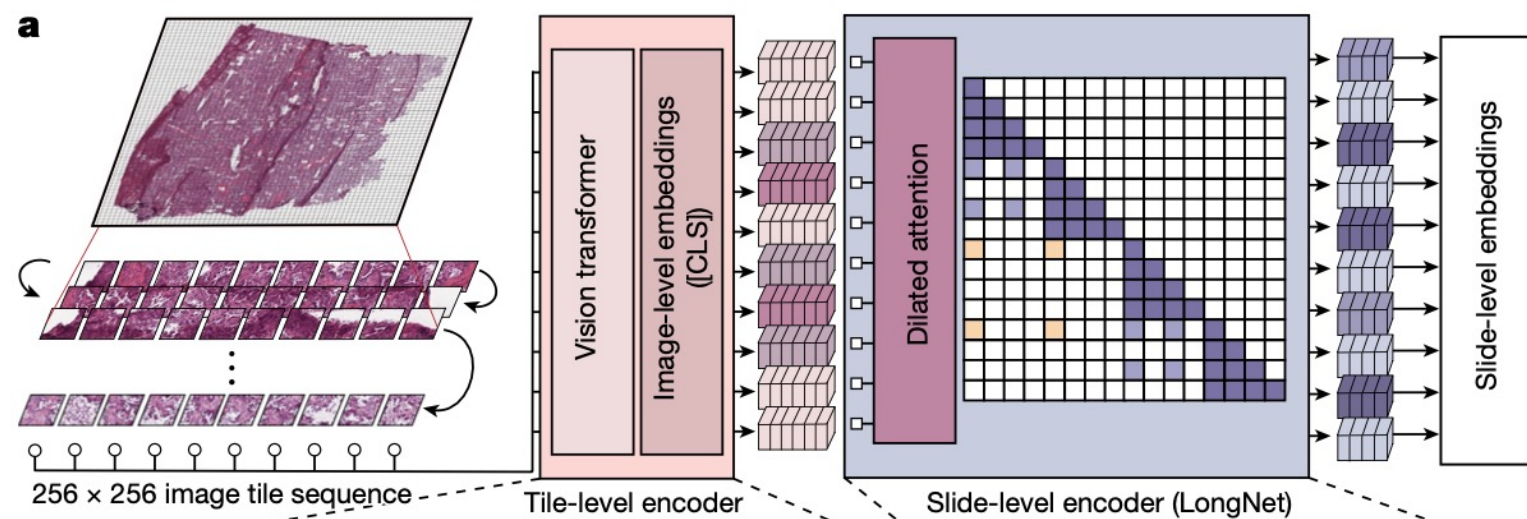 a
256 × 256 image tile sequence
Vision transformer
Image-level embeddings
([CLS])
Tile-level encoder
Dilated attention
Slide-level encoder (LongNet)
Slide-level embeddings